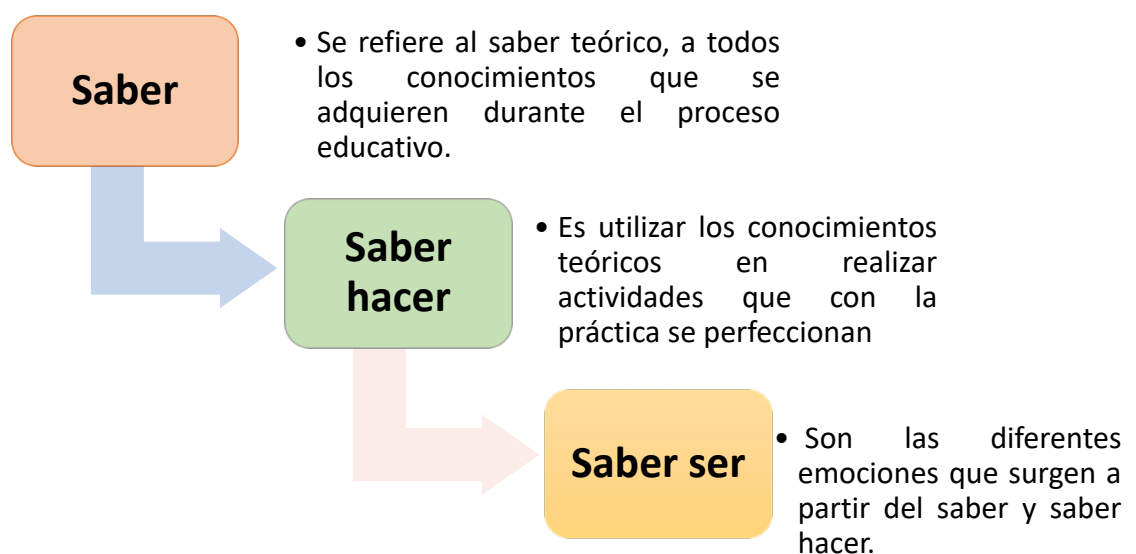 Saber
• Se refiere al saber teórico, a todos
los conocimientos que se
adquieren durante el proceso
educativo.
Saber
hacer
• Es utilizar los conocimientos
teóricos en realizar
actividades que con la
práctica se perfeccionan
Saber ser
• Son las diferentes
emociones que surgen a
partir del saber y saber
hacer.